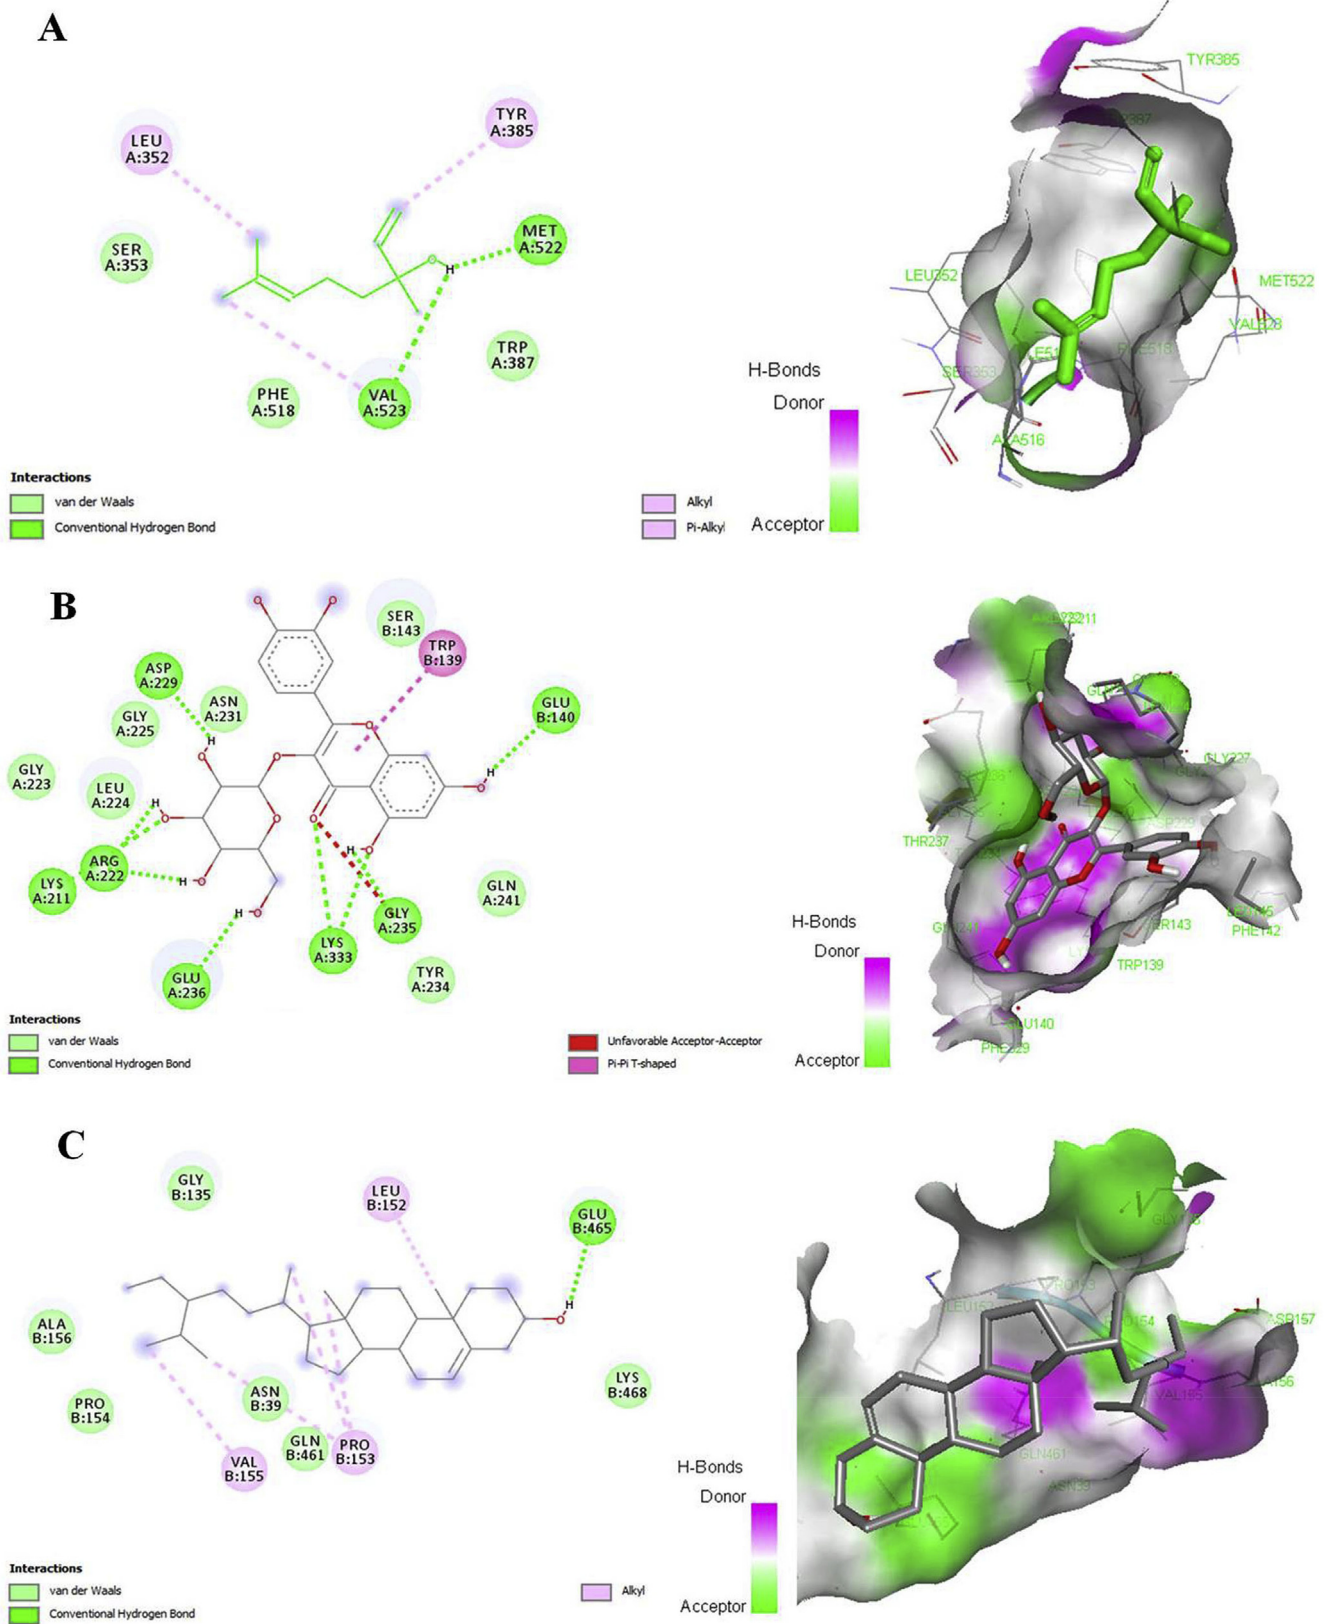 A
LEU
A:352
TYR
A:385
SER
A:353
MET
A:522
O
H
TRP
A:387
PHE
A:518
VAL
A:523
Interactions
van der Waals
Conventional Hydrogen Bond
Alkyl
Pi-Alkyl
H-Bonds
Donor
Acceptor
TYR385
LEU352
MET522
SER353
ALA516
B
SER
B:143
TRP
B:139
ASP
A:229
ASN
A:231
GLY
A:225
GLU
B:140
GLY
A:223
LEU
A:224
ARG
A:222
LYS
A:211
GLN
A:241
GLY
A:235
LYS
A:333
GLU
A:236
TYR
A:234
Interactions
van der Waals
Conventional Hydrogen Bond
Unfavorable Acceptor-Acceptor
Pi-Pi T-shaped
H-Bonds
Donor
Acceptor
GLY227
THR237
PHE142
TRP139
GLU140
PHE329
C
GLY
B:135
LEU
B:152
GLU
B:465
O
H
ALA
B:156
PRO
B:154
ASN
B:39
GLN
B:461
PRO
B:153
VAL
B:155
LYS
B:468
Interactions
van der Waals
Conventional Hydrogen Bond
Alkyl
H-Bonds
Donor
Acceptor
ASP157
VAL155
GLN461
ASN39